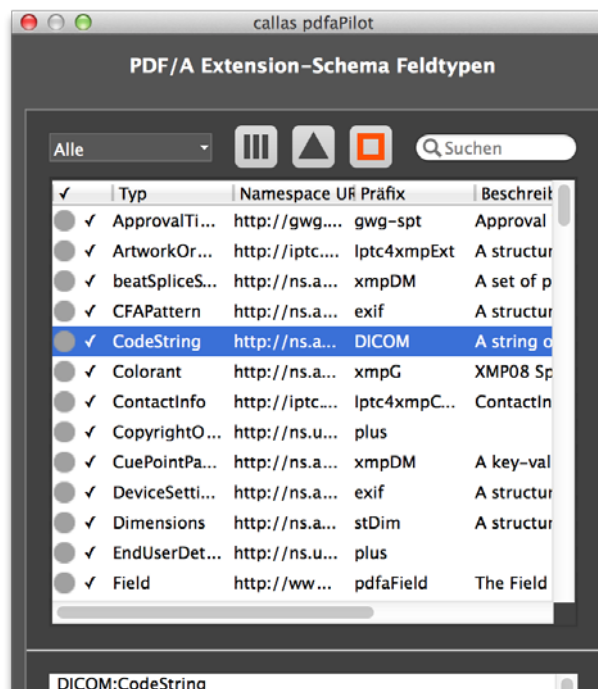 callas pdfaPilot
PDF/A Extension-Schema Feldtypen
Alle Suchen
✓ Typ Namespace UR Präfix Beschreib
✓ ApprovalTi... http://gwg.... gwg-spt Approval
✓ ArtworkOr... http://iptc.... Iptc4xmpExt A structur
✓ beatSpliceS... http://ns.a... xmpDM A set of p
✓ CFAPattern http://ns.a... exif A structur
✓ CodeString http://ns.a... DICOM A string o
✓ Colorant http://ns.a... xmpG XMP08 Sp
✓ ContactInfo http://iptc.... Iptc4xmpC... ContactIn
✓ CopyrightO... http://ns.u... plus
✓ CuePointPa... http://ns.a... xmpDM A key-val
✓ DeviceSetti... http://ns.a... exif A structur
✓ Dimensions http://ns.a... stDim A structur
✓ EndUserDet... http://ns.u... plus
✓ Field http://ww... pdfaField The Field
DICOM:CodeString